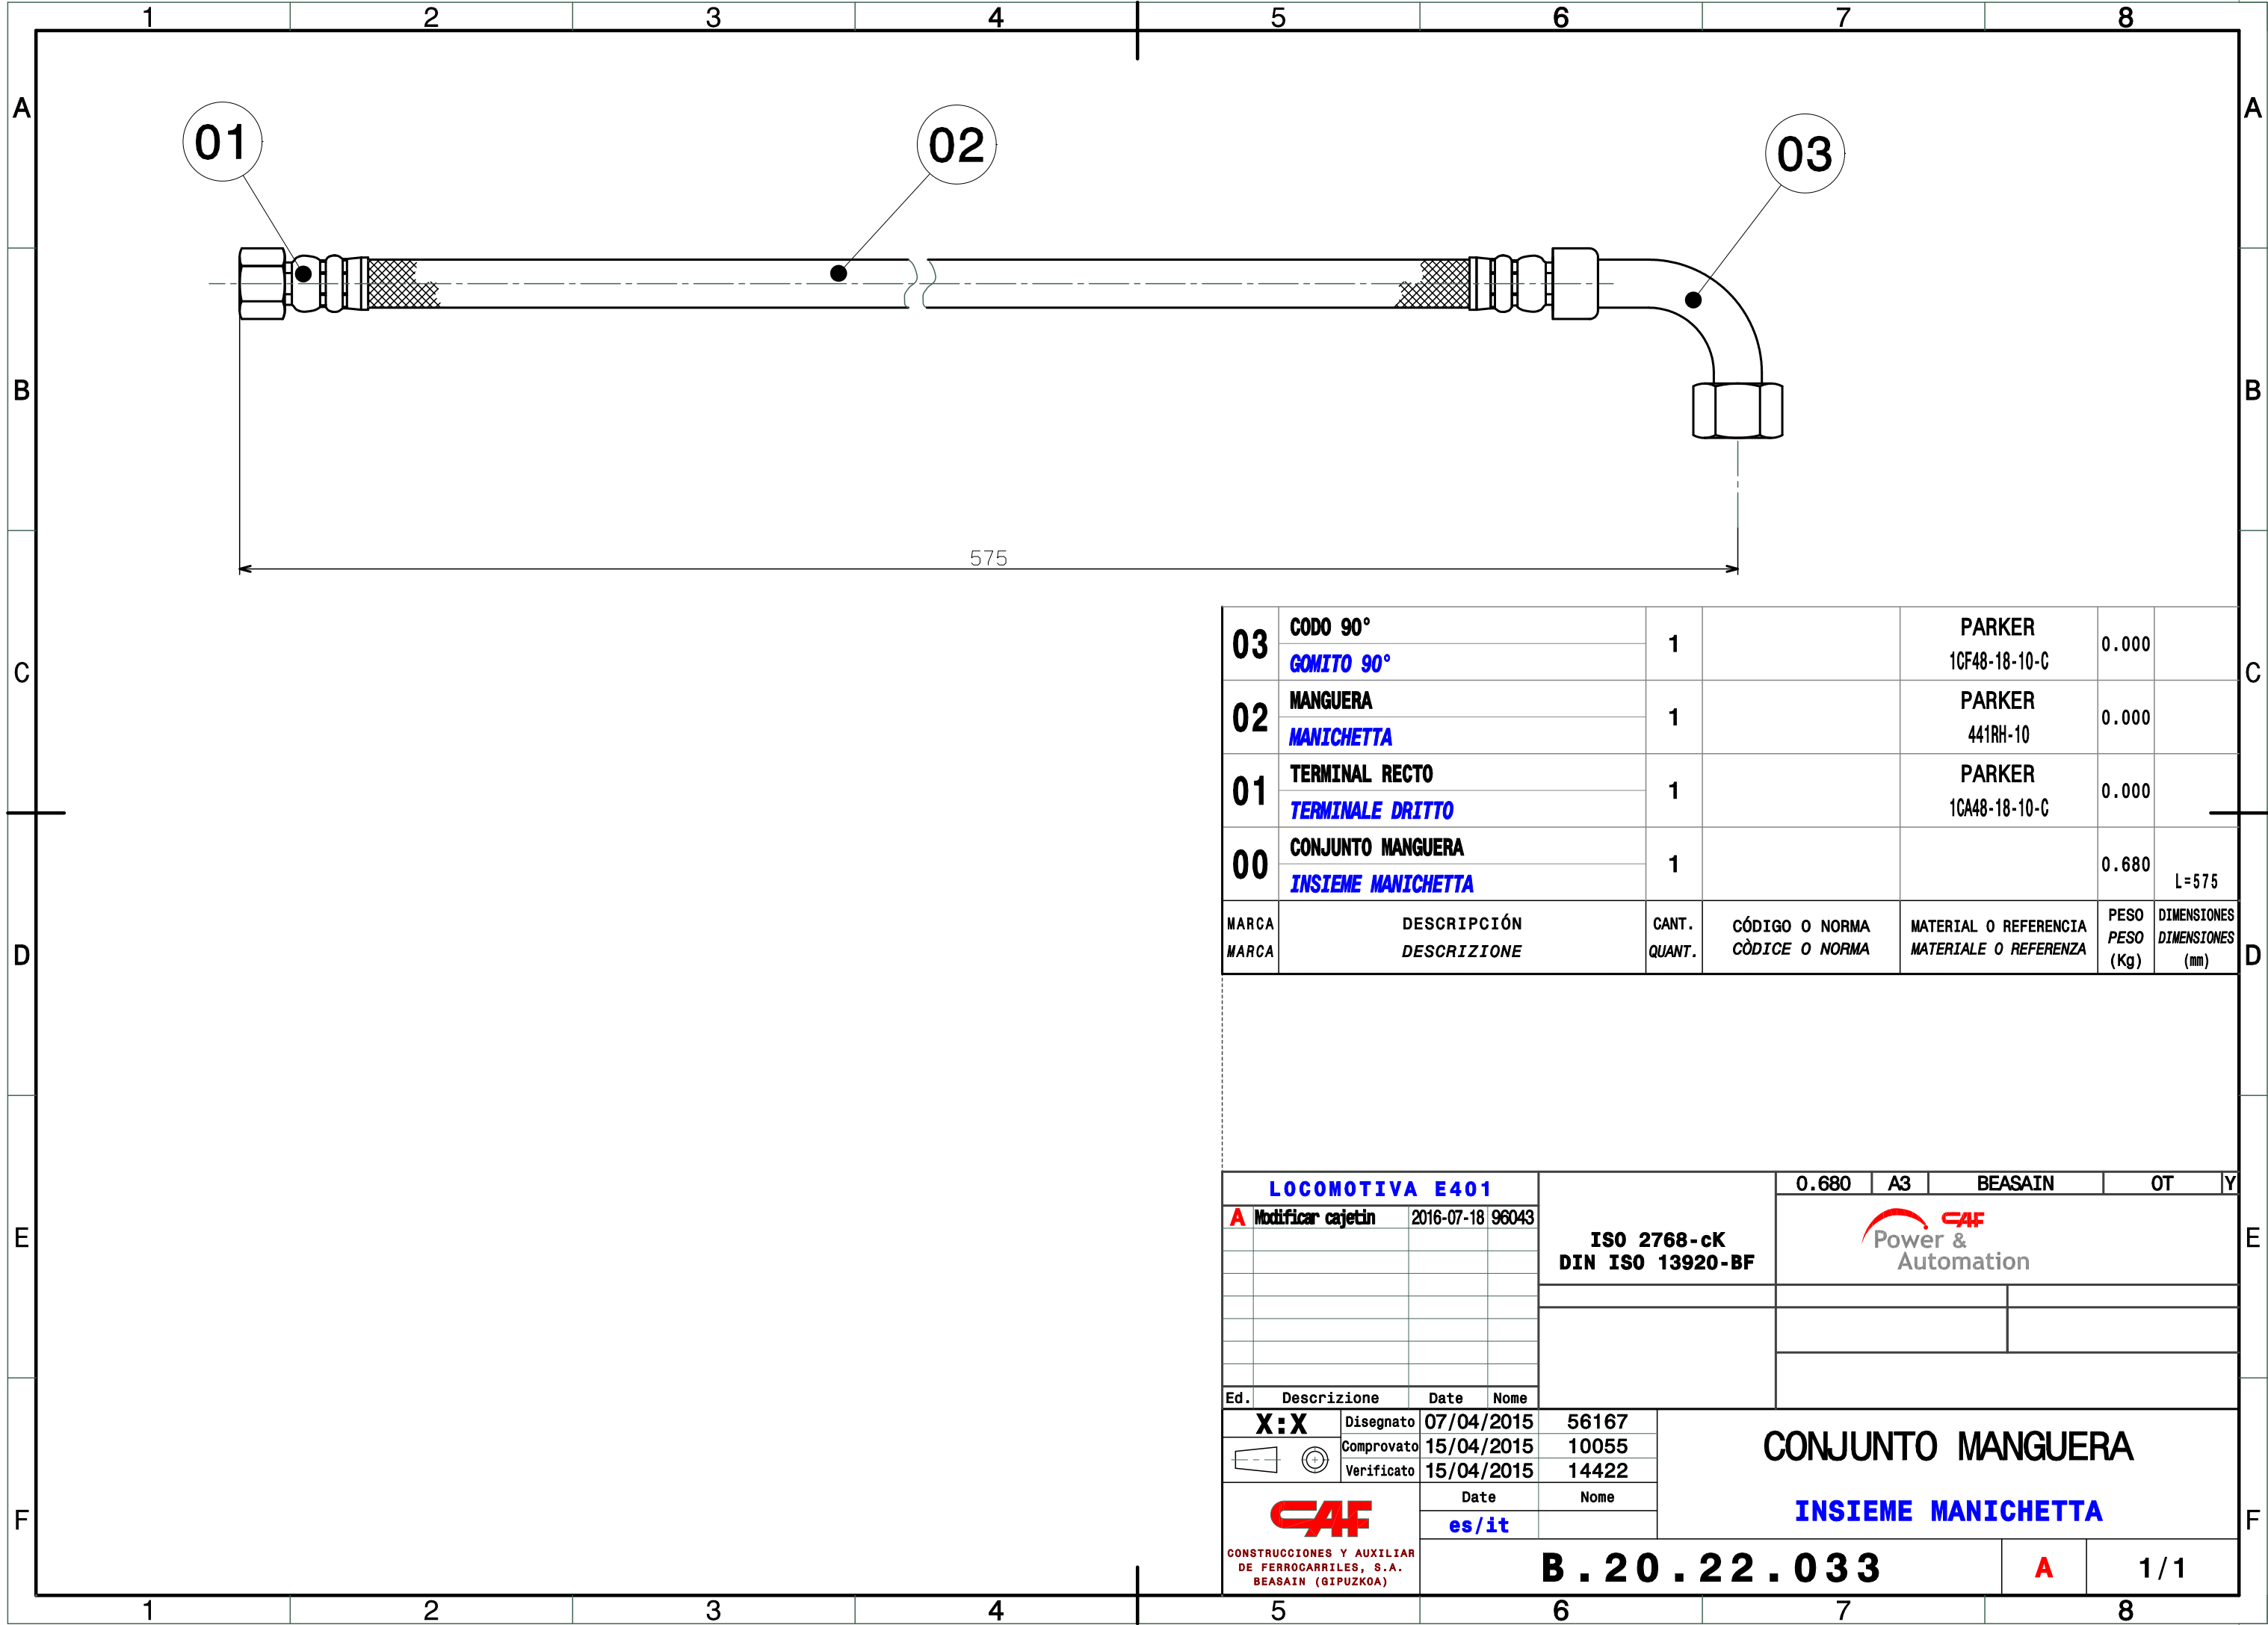 1 2 3 4 5 6 7 8
A A
01 02 03
B B
575
C C
03 CODO 90° 1 PARKER 0.000
GOMITO 90° 1CF48-18-10-C
02 MANGUERA 1 PARKER 0.000
MANICHETTA 441RH-10
01 TERMINAL RECTO 1 PARKER 0.000
TERMINALE DRITTO 1CA48-18-10-C
00 CONJUNTO MANGUERA 1 0.680
INSIEME MANICHETTA L=575
MARCA DESCRIPCIÓN CANT. CÓDIGO O NORMA MATERIAL O REFERENCIA PESO DIMENSIONES
MARCA DESCRIZIONE QUANT. CÒDICE O NORMA MATERIALE O REFERENZA PESO DIMENSIONES
(Kg) (mm)
D D
LOCOMOTIVA E401
0.680 A3 BEASAIN OT Y
A Modificar cajetin 2016-07-18 96043
ISO 2768-cK
DIN ISO 13920-BF
CAF
Power &
Automation
E E
Ed. Descrizione Date Nome
X:X Disegnato 07/04/2015 56167
Comprovato 15/04/2015 10055
Verificato 15/04/2015 14422
Date Nome
es/it
CONJUNTO MANGUERA
INSIEME MANICHETTA
F F
CAF
CONSTRUCCIONES Y AUXILIAR
DE FERROCARRILES, S.A.
BEASAIN (GIPUZKOA)
B.20.22.033 A 1/1
1 2 3 4 5 6 7 8